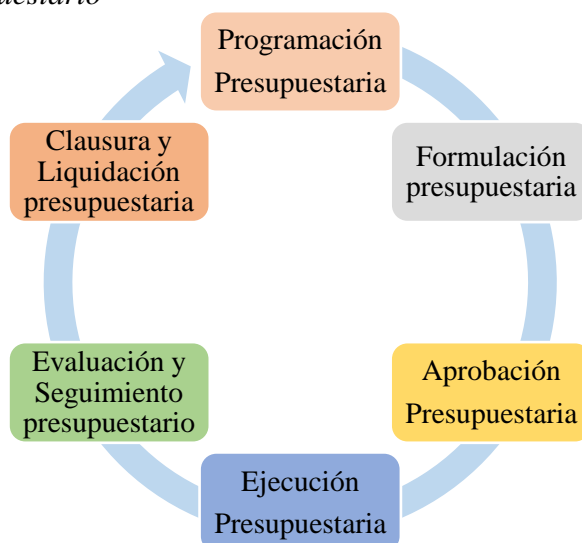 Programación
Presupuestaria
Formulación
presupuestaria
Aprobación
Presupuestaria
Ejecución
Presupuestaria
Evaluación y
Seguimiento
presupuestario
Clausura y
Liquidación
presupuestaria